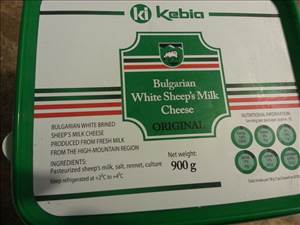 ki Kebia
Bulgarian
White Sheep's Milk
Cheese
ORIGINAL
BULGARIAN WHITE BRINED
SHEEP'S MILK CHEESE
PRODUCED FROM FRESH MILK
FROM THE HIGH-MOUNTAIN REGION
INGREDIENTS:
Pasteurized sheep's milk, salt, rennet, culture
Keep refrigerated at +2°C to +4°C
Net weight:
900 g
NUTRITIONAL INFORMATION